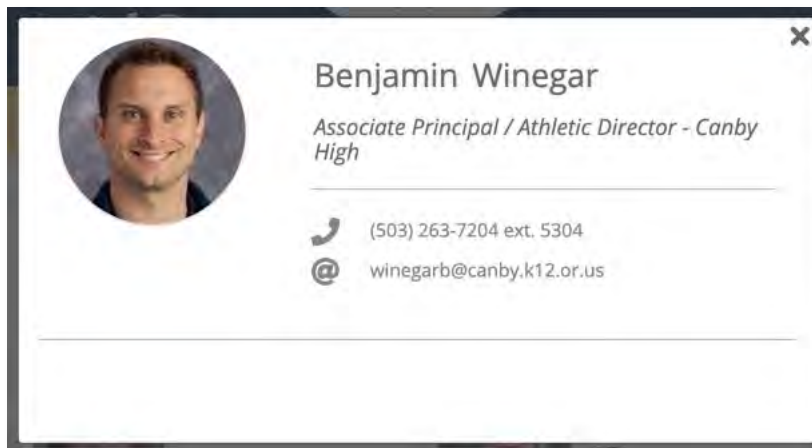 Benjamin Winegar
Associate Principal / Athletic Director - Canby
High
(503) 263-7204 ext. 5304
winegarb@canby.k12.or.us